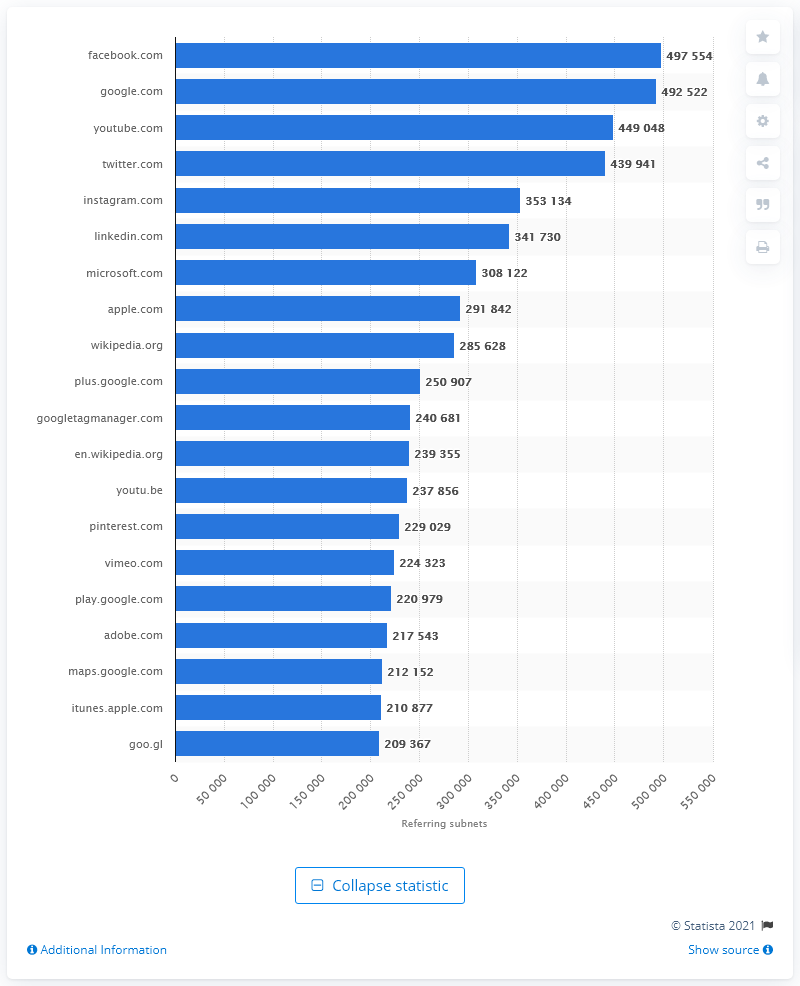 facebook.com 497 554
google.com 492 522
youtube.com 449 048
twitter.com 439 941
instagram.com 353 134
linkedin.com 341 730
microsoft.com 308 122
apple.com 291 842
wikipedia.org 285 628
plus.google.com 250 907
googletagmanager.com 240 681
en.wikipedia.org 239 355
youtu.be 237 856
pinterest.com 229 029
vimeo.com 224 323
play.google.com 220 979
adobe.com 217 543
maps.google.com 212 152
itunes.apple.com 210 877
goo.gl 209 367
0 50 000 100 000 150 000 200 000 250 000 300 000 350 000 400 000 450 000 500 000 550 000
Referring subnets
Collapse statistic
© Statista 2021
Additional Information Show source